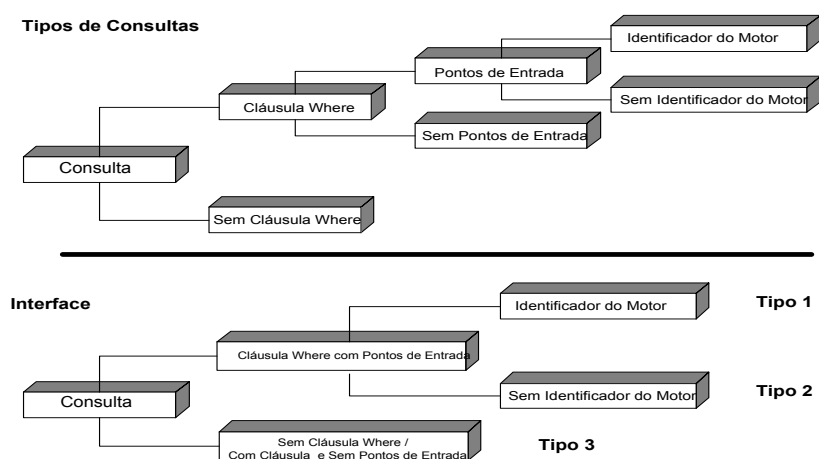 Tipos de Consultas
Identificador do Motor
Pontos de Entrada
Cláusula Where
Sem Identificador do Motor
Sem Pontos de Entrada
Consulta
Sem Cláusula Where
Interface
Identificador do Motor
Tipo 1
Cláusula Where com Pontos de Entrada
Consulta
Sem Identificador do Motor
Tipo 2
Sem Cláusula Where /
Com Cláusula e Sem Pontos de Entrada
Tipo 3